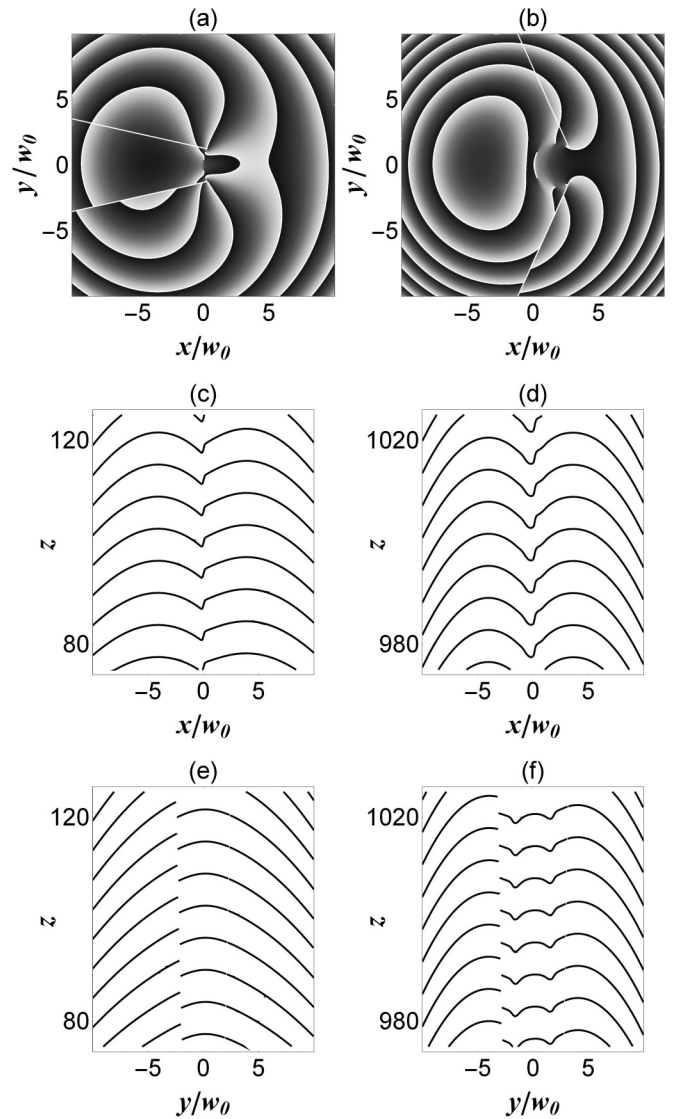 (a) (b)
5 5
0 0
−5 −5
y/w₀ y/w₀
−5 0 5 −5 0 5
x/w₀ x/w₀
(c) (d)
120 1020
z z
80 980
−5 0 5 −5 0 5
x/w₀ x/w₀
(e) (f)
120 1020
z z
80 980
−5 0 5 −5 0 5
y/w₀ y/w₀